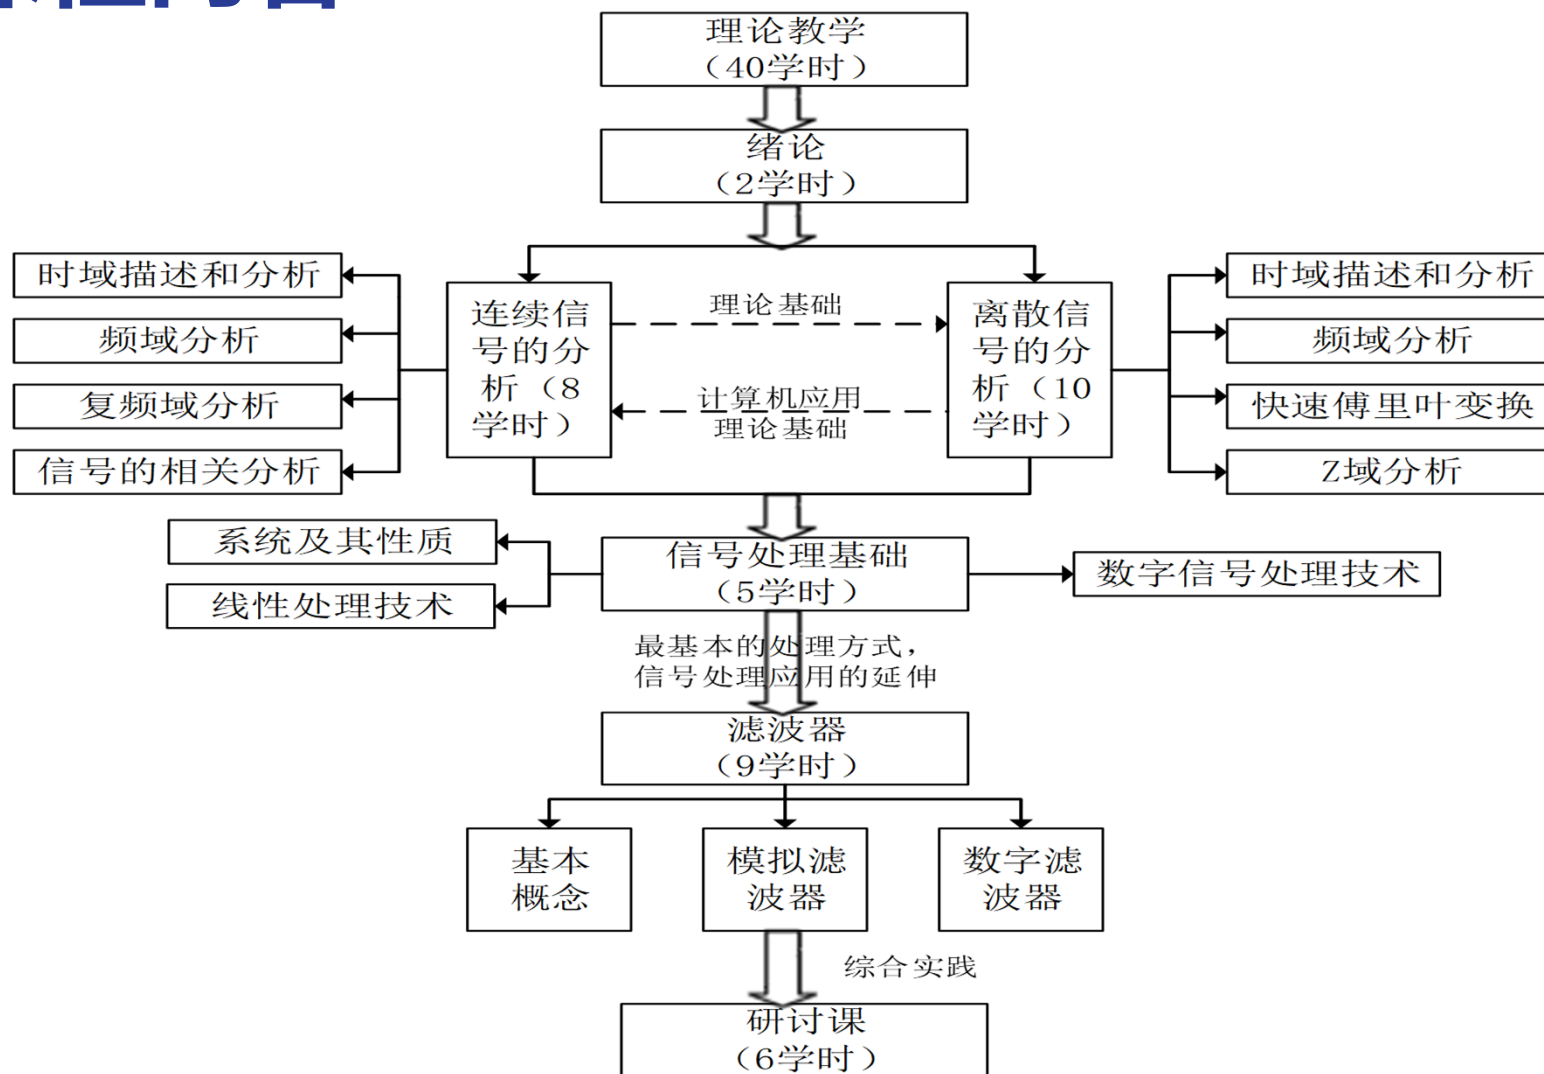 理论教学
（40学时）
绪论
（2学时）
时域描述和分析
频域分析
复频域分析
信号的相关分析
连续信
号的分
析（8
学时）
理论基础
计算机应用
理论基础
离散信
号的分
析（10
学时）
时域描述和分析
频域分析
快速傅里叶变换
Z域分析
系统及其性质
线性处理技术
信号处理基础
（5学时）
数字信号处理技术
最基本的处理方式，
信号处理应用的延伸
滤波器
（9学时）
基本
概念
模拟滤
波器
数字滤
波器
综合实践
研讨课
（6学时）